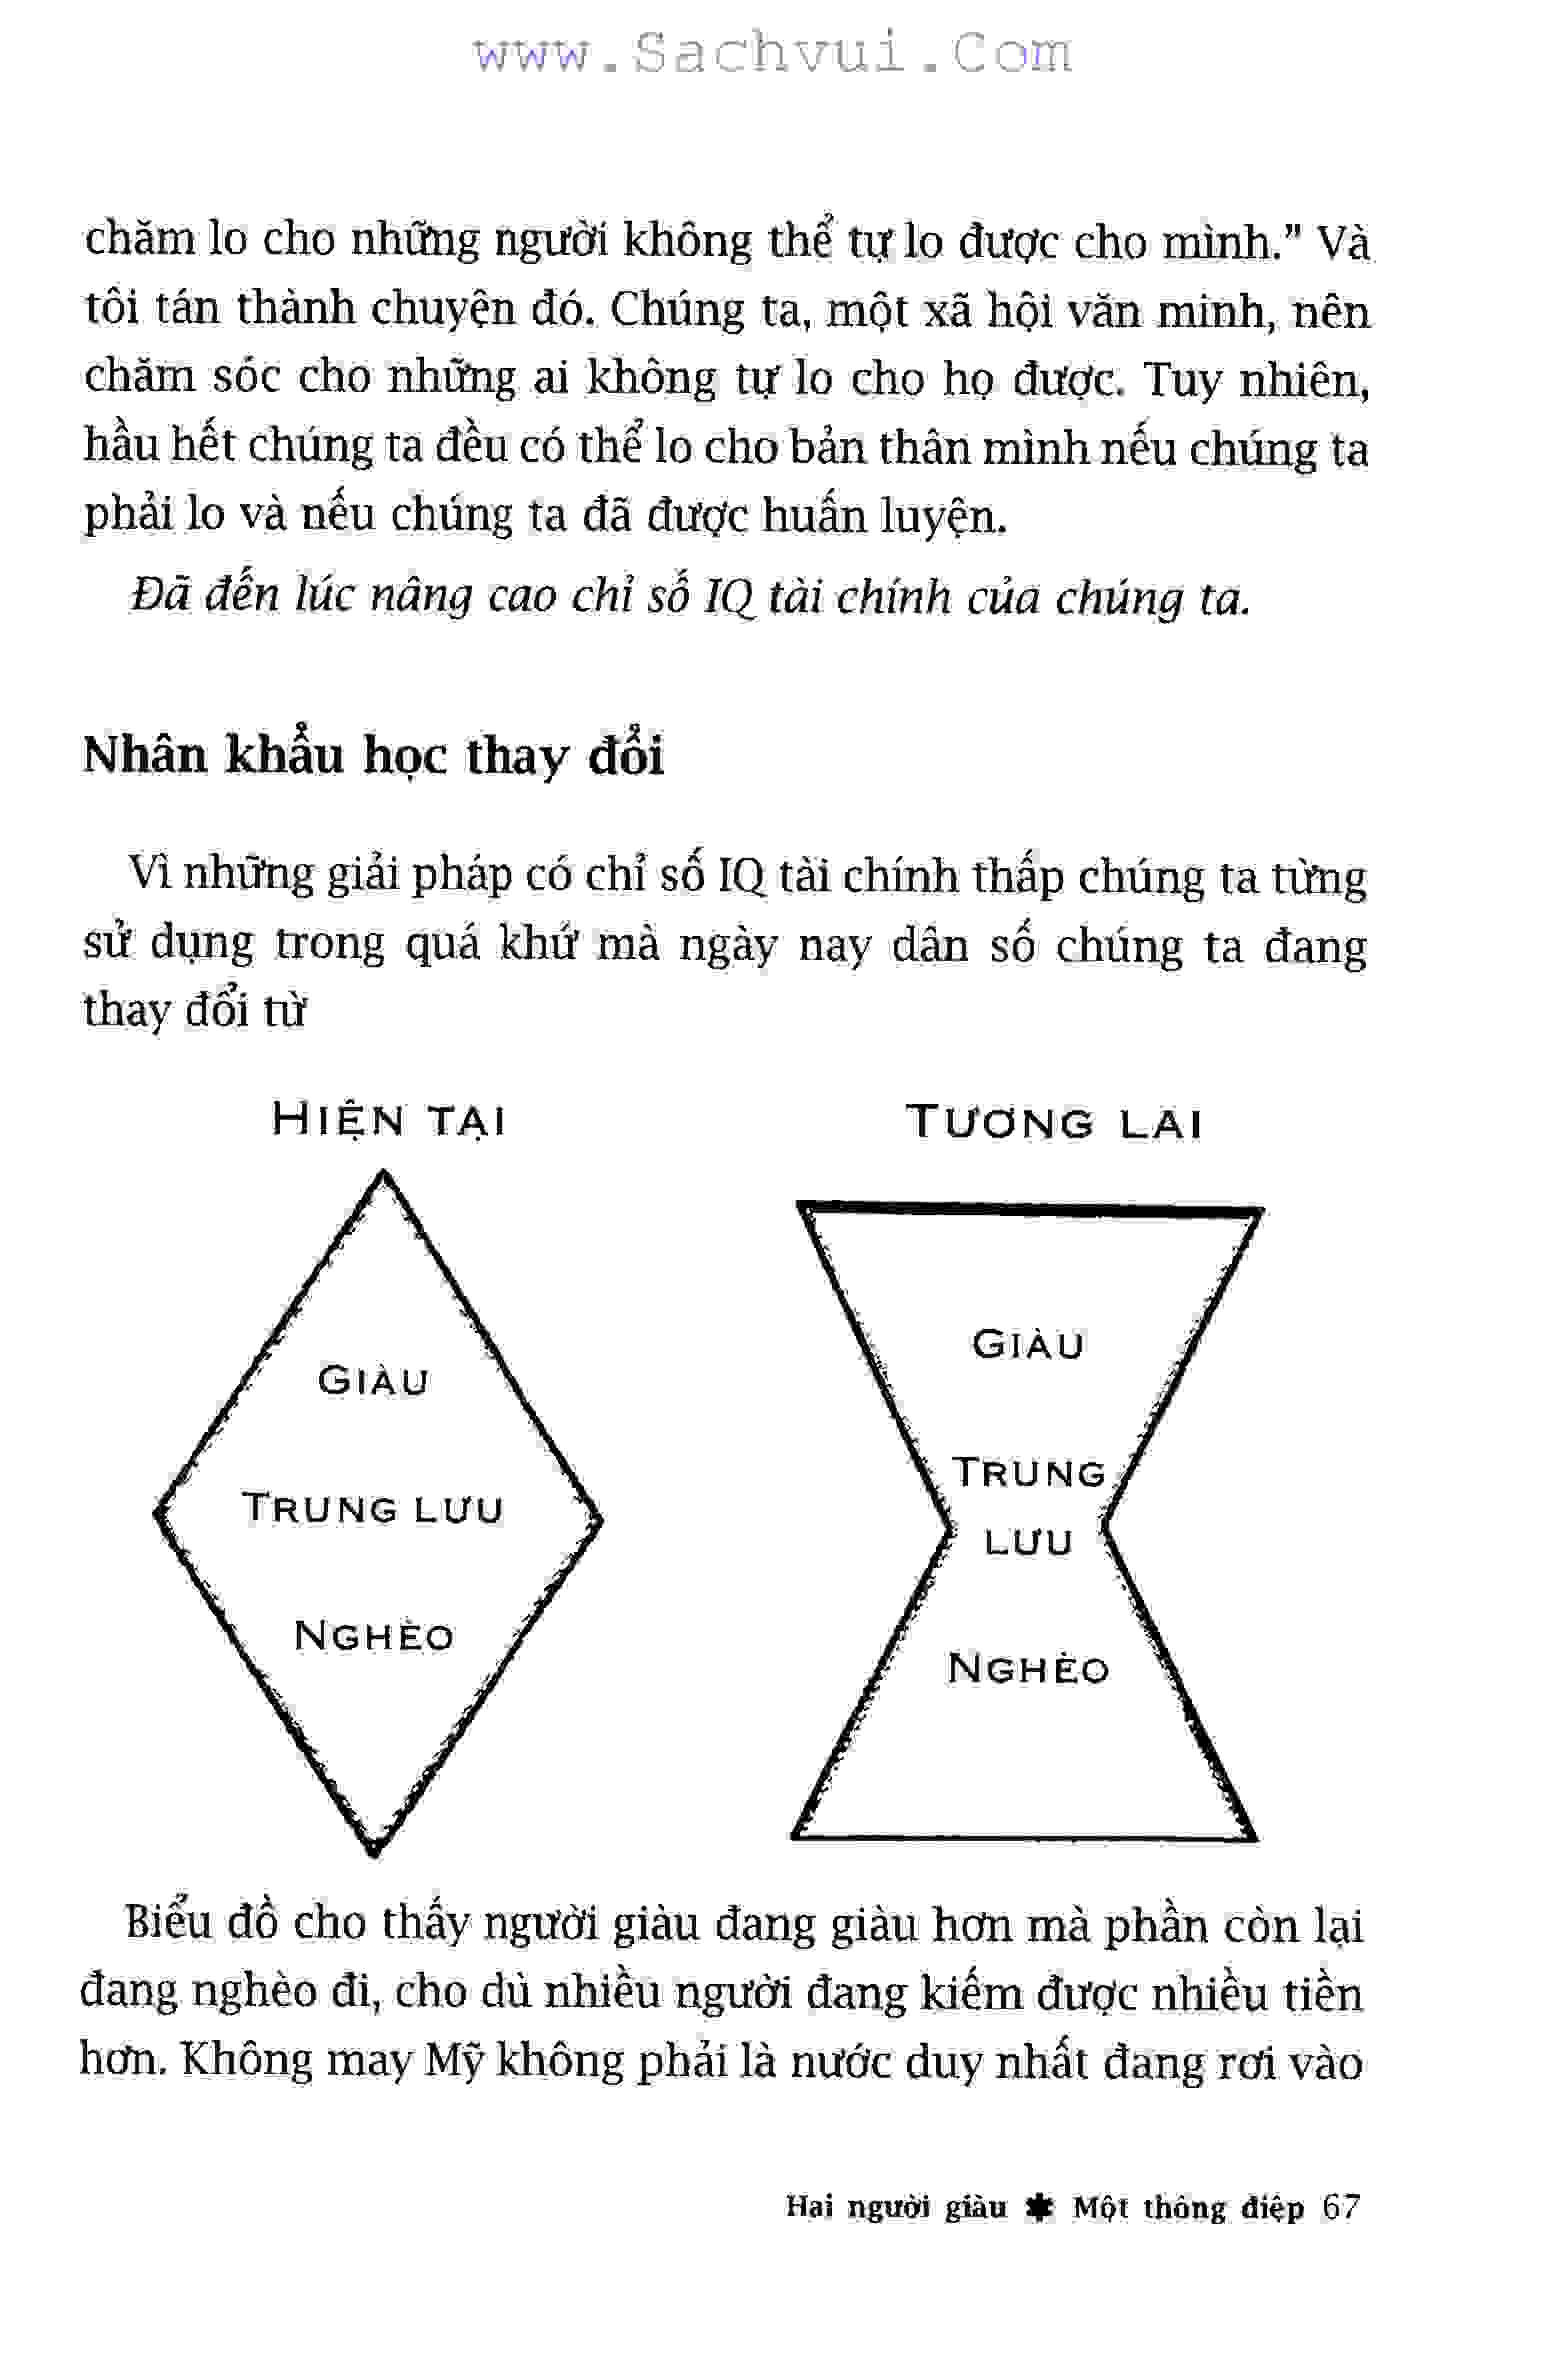 www.Sachvui.Com
chăm lo cho những người không thể tự lo được cho mình.” Và
tôi tán thành chuyện đó. Chúng ta, một xã hội văn minh, nên
chăm sóc cho những ai không tự lo cho họ được. Tuy nhiên,
hầu hết chúng ta đều có thể lo cho bản thân mình nếu chúng ta
phải lo và nếu chúng ta đã được huấn luyện.
Đã đến lúc nâng cao chỉ số IQ tài chính của chúng ta.
Nhân khẩu học thay đổi
Vì những giải pháp có chỉ số IQ tài chính thấp chúng ta từng
sử dụng trong quá khứ mà ngày nay dân số chúng ta đang
thay đổi từ
HIỆN TẠI
GIÀU
TRUNG LƯU
NGHÈO
TƯƠNG LAI
GIÀU
TRUNG
LƯU
NGHÈO
Biểu đồ cho thấy người giàu đang giàu hơn mà phần còn lại
đang nghèo đi, cho dù nhiều người đang kiếm được nhiều tiền
hơn. Không may Mỹ không phải là nước duy nhất đang rơi vào
Hai người giàu ✱ Một thông điệp 67